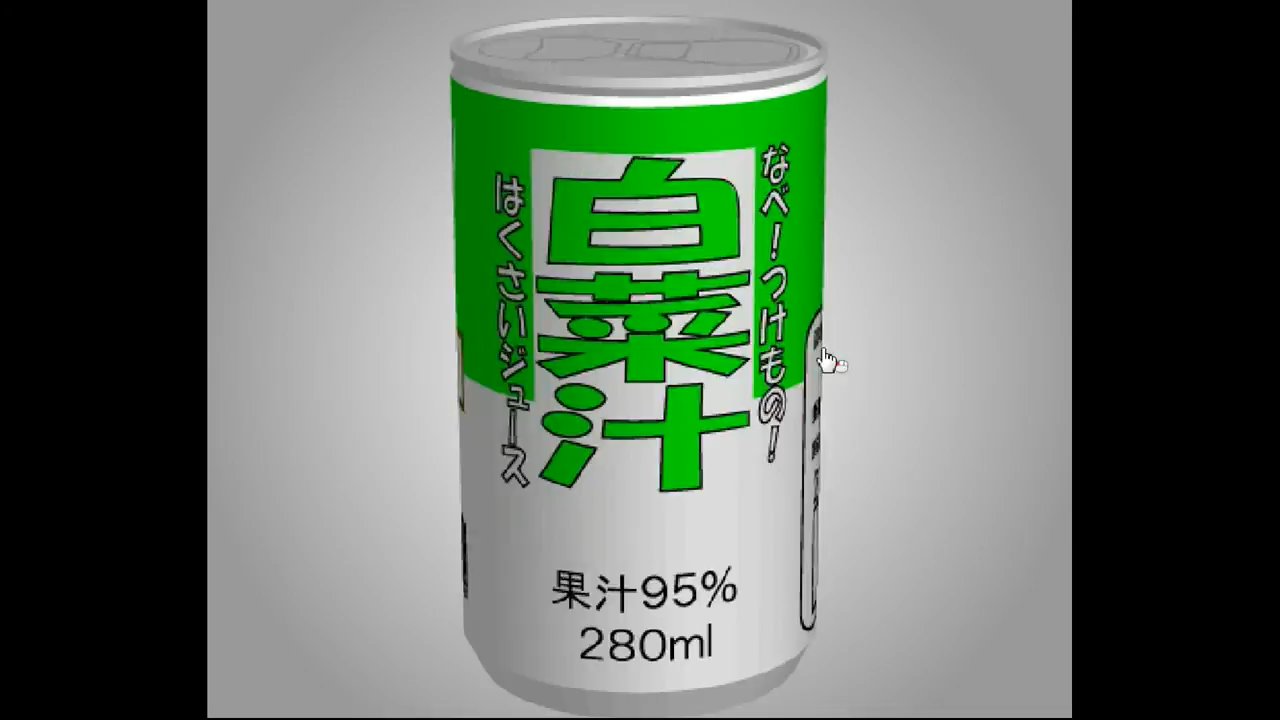 なべ！つけもの！
白菜汁
はくさいジュース
果汁95%
280ml